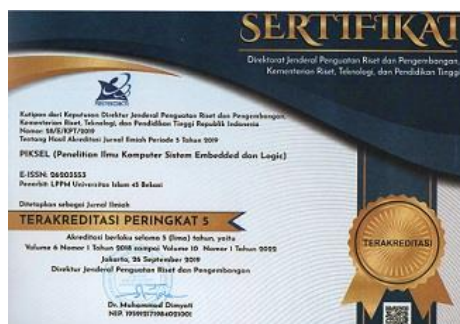 SERTIFIKAT
Direktorat Jenderal Penguatan Riset dan Pengembangan,
Kementerian Riset, Teknologi, dan Pendidikan Tinggi
Kutipan dari Keputusan Direktur Jenderal Penguatan Riset dan Pengembangan,
Kementerian Riset, Teknologi, dan Pendidikan Tinggi Republik Indonesia
Nomor: 28/E/KPT/2019
Tentang Hasil Akreditasi Jurnal Ilmiah Periode 5 Tahun 2019
PIKSEL (Penelitian Ilmu Komputer Sistem Embedded dan Logic)
E-ISSN: 26203553
Penerbit: LPPM Universitas Islam 45 Bekasi
Ditetapkan sebagai Jurnal Ilmiah
TERAKREDITASI PERINGKAT 5
Akreditasi berlaku selama 5 (lima) tahun, yaitu
Volume 6 Nomor 1 Tahun 2018 sampai Volume 10 Nomor 1 Tahun 2022
Jakarta, 26 September 2019
Direktur Jenderal Penguatan Riset dan Pengembangan
Dr. Muhammad Dimyati
NIP. 195912171984021001
TERAKREDITASI